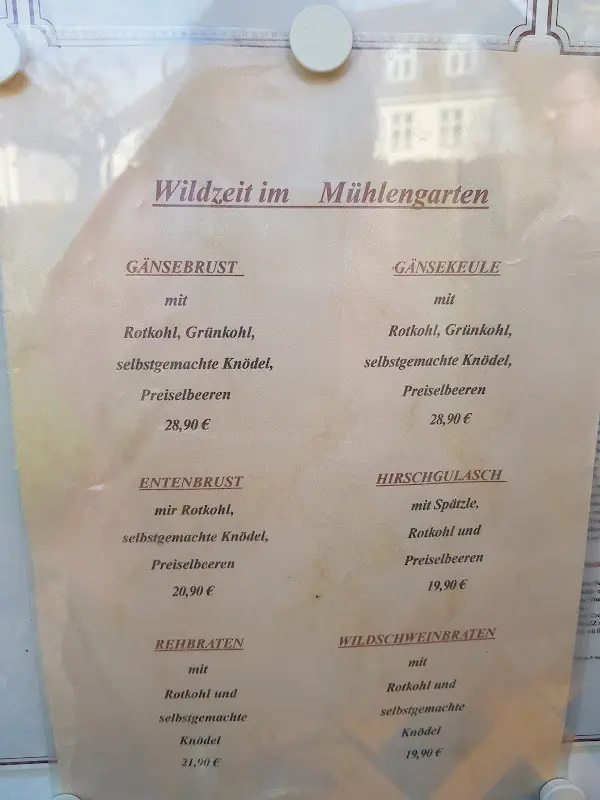 Wildzeit im Mühlengarten
GÄNSEBRUST
mit
Rotkohl, Grünkohl,
selbstgemachte Knödel,
Preiselbeeren
28,90 €
GÄNSEKEULE
mit
Rotkohl, Grünkohl,
selbstgemachte Knödel,
Preiselbeeren
28,90 €
ENTENBRUST
mir Rotkohl,
selbstgemachte Knödel,
Preiselbeeren
20,90 €
HIRSCHGULASCH
mit Spätzle,
Rotkohl und
Preiselbeeren
19,90 €
REHBRATEN
mit
Rotkohl und
selbstgemachte
Knödel
21,90 €
WILDSCHWEINBRATEN
mit
Rotkohl und
selbstgemachte
Knödel
19,90 €